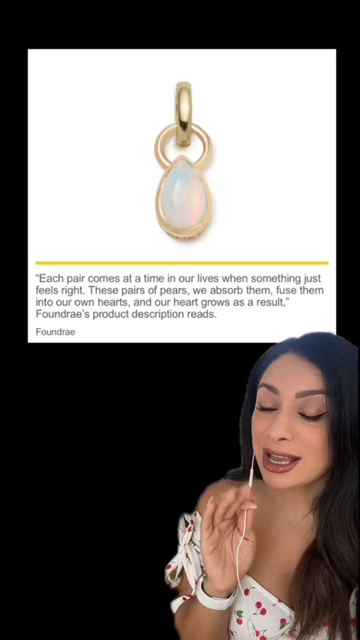 “Each pair comes at a time in our lives when something just
feels right. These pairs of pears, we absorb them, fuse them
into our own hearts, and our heart grows as a result,”
Foundrae’s product description reads.
Foundrae